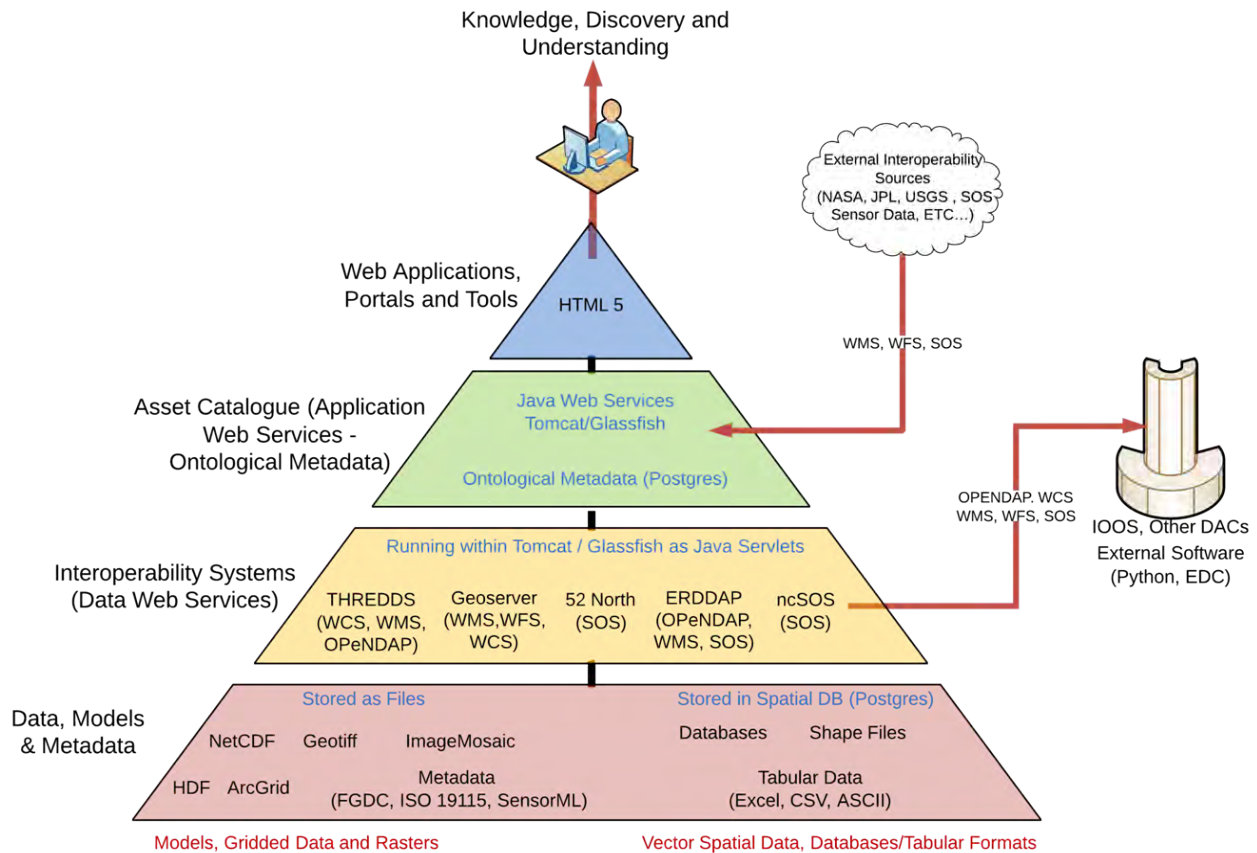 Knowledge, Discovery and
Understanding
External Interoperability
Sources
(NASA, JPL, USGS , SOS
Sensor Data, ETC...)
Web Applications,
Portals and Tools
HTML 5
WMS, WFS, SOS
Asset Catalogue (Application
Web Services -
Ontological Metadata)
Java Web Services
Tomcat/Glassfish
Ontological Metadata (Postgres)
OPENDAP. WCS
WMS, WFS, SOS
IOOS, Other DACs
External Software
(Python, EDC)
Interoperability Systems
(Data Web Services)
Running within Tomcat / Glassfish as Java Servlets
THREDDS
(WCS, WMS,
OPeNDAP)
Geoserver
(WMS,WFS,
WCS)
52 North
(SOS)
ERDDAP
(OPeNDAP,
WMS, SOS)
ncSOS
(SOS)
Data, Models
& Metadata
Stored as Files
NetCDF
Geotiff
ImageMosaic
HDF
ArcGrid
Metadata
(FGDC, ISO 19115, SensorML)
Stored in Spatial DB (Postgres)
Databases
Shape Files
Tabular Data
(Excel, CSV, ASCII)
Models, Gridded Data and Rasters
Vector Spatial Data, Databases/Tabular Formats